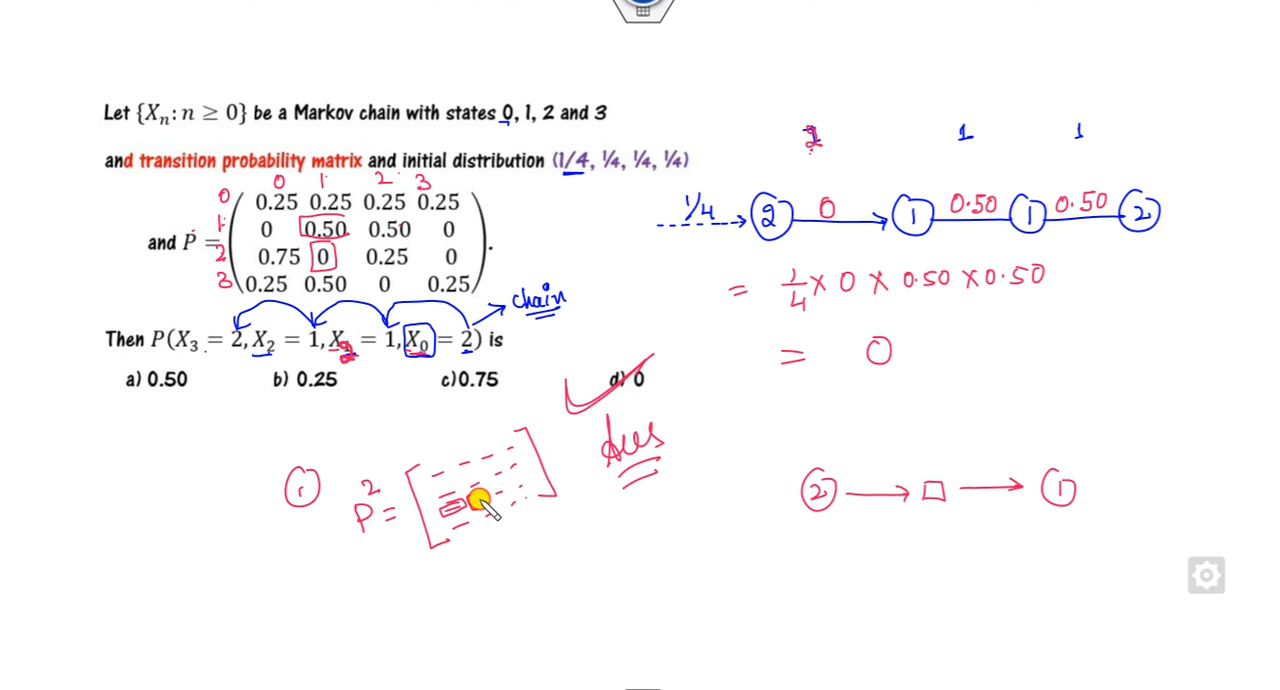 Let {Xₙ: n ≥ 0} be a Markov chain with states 0, 1, 2 and 3
and transition probability matrix and initial distribution (1/4, ¼, ¼, ¼)
0 1 2 3
0 0.25 0.25 0.25 0.25
1 0 0.50 0.50 0
and P =
2 0.75 0 0.25 0
3 0.25 0.50 0 0.25
.
chain
Then P(X₃ = 2, X₂ = 1, X = 1, X₀ = 2) is
a) 0.50 b) 0.25 c)0.75 d) 0
Ans
1 1
1/4 2 0 1 0.50 1 0.50 2
= 1/4 × 0 × 0.50 × 0.50
= 0
① P² =
② → □ → ①